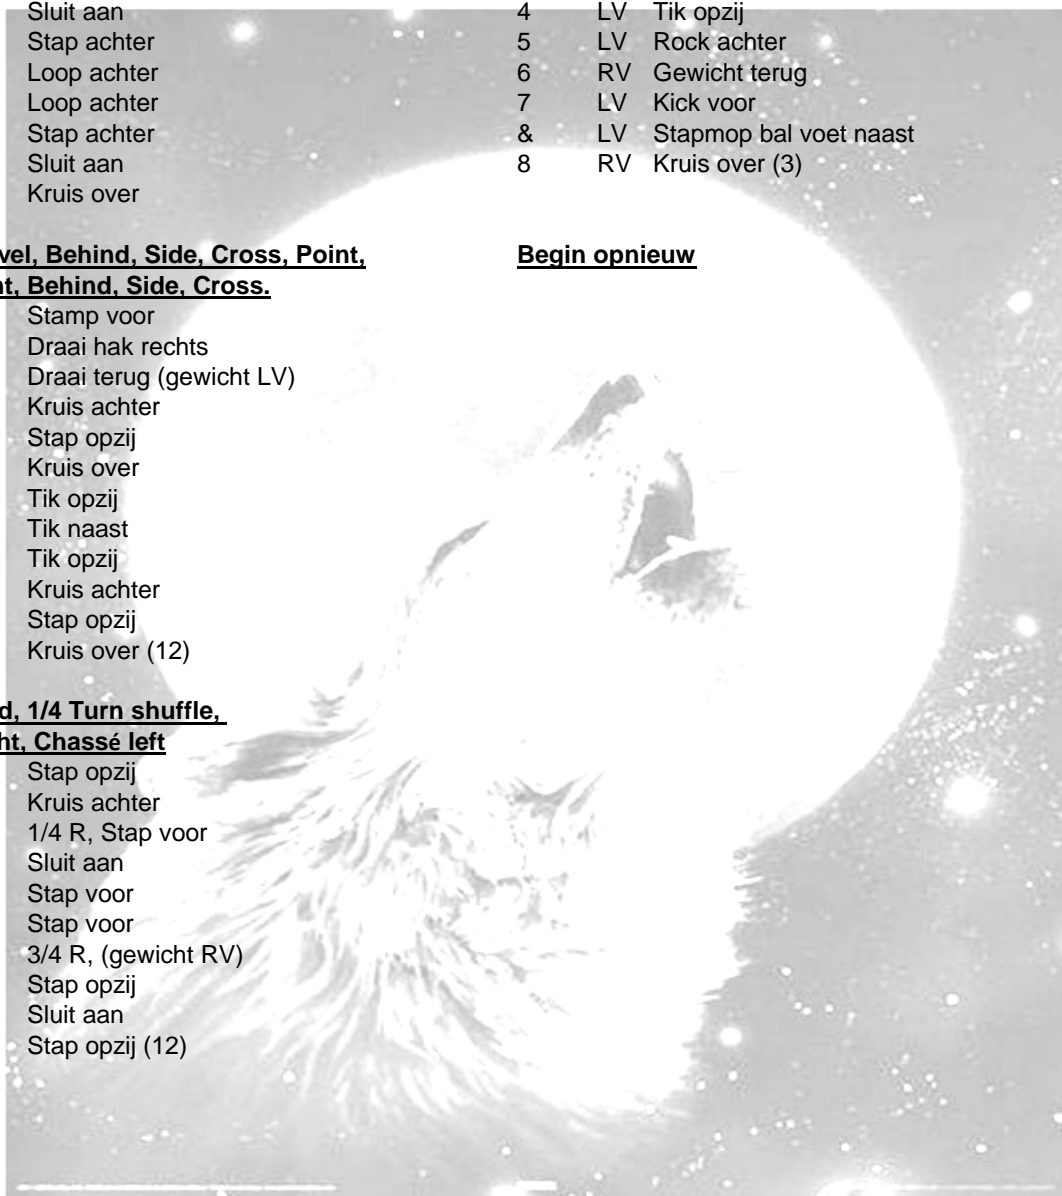 Sluit aan
Stap achter
Loop achter
Loop achter
Stap achter
Sluit aan
Kruis over
vel, Behind, Side, Cross, Point,
nt, Behind, Side, Cross.
Stamp voor
Draai hak rechts
Draai terug (gewicht LV)
Kruis achter
Stap opzij
Kruis over
Tik opzij
Tik naast
Tik opzij
Kruis achter
Stap opzij
Kruis over (12)
d, 1/4 Turn shuffle,
ht, Chassé left
Stap opzij
Kruis achter
1/4 R, Stap voor
Sluit aan
Stap voor
Stap voor
3/4 R, (gewicht RV)
Stap opzij
Sluit aan
Stap opzij (12)
4 LV Tik opzij
5 LV Rock achter
6 RV Gewicht terug
7 LV Kick voor
& LV Stapmop bal voet naast
8 RV Kruis over (3)
Begin opnieuw